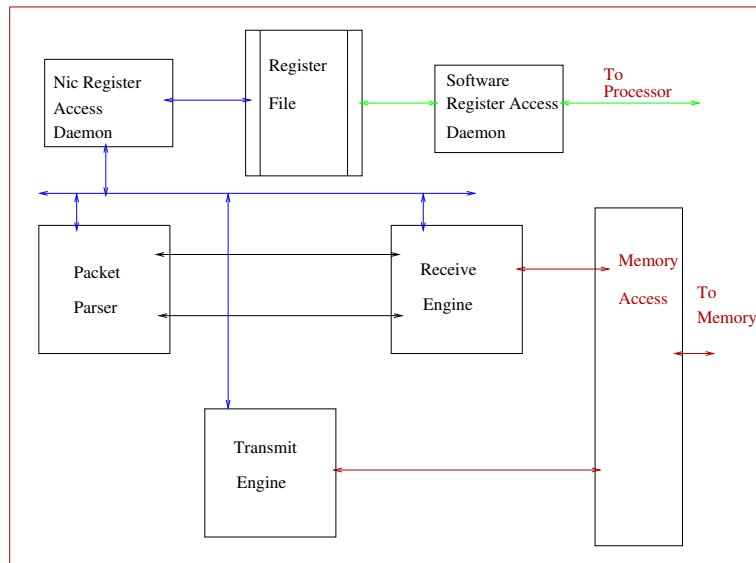 Nic Register
Access
Daemon
Register
File
Software
Register Access
Daemon
To
Processor
Packet
Parser
Receive
Engine
Memory
Access
To
Memory
Transmit
Engine